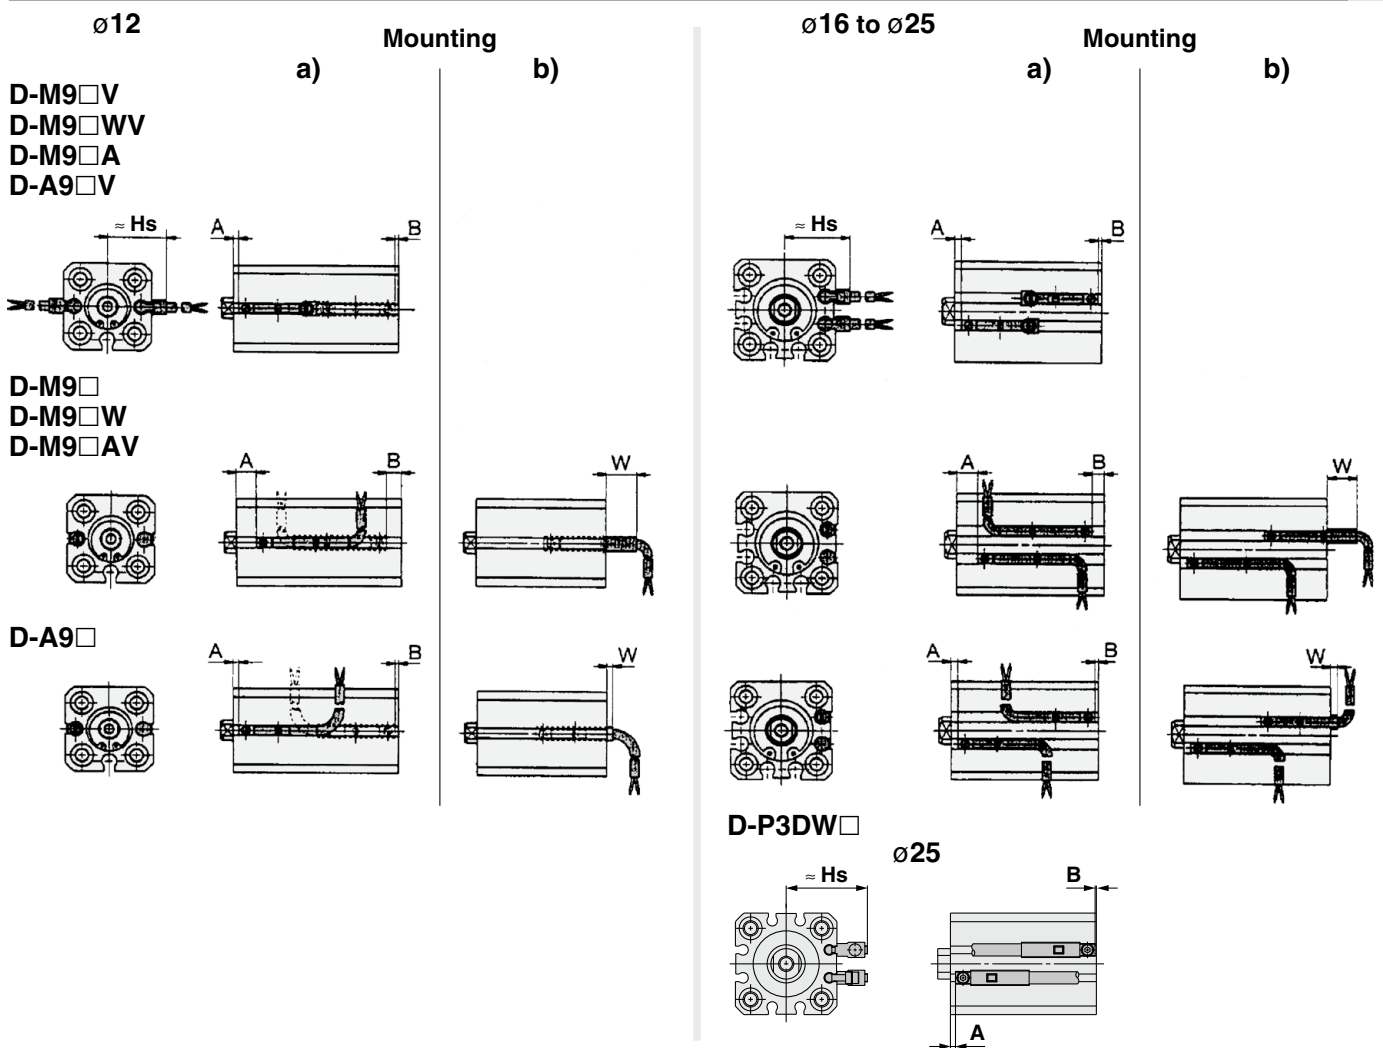 ø12
Mounting
a)
b)
D-M9□V
D-M9□WV
D-M9□A
D-A9□V
A
≈ Hs
B
D-M9□
D-M9□W
D-M9□AV
A
B
W
D-A9□
A
B
W
ø16 to ø25
Mounting
a)
b)
≈ Hs
A
B
A
B
W
A
B
W
D-P3DW□
ø25
≈ Hs
B
A